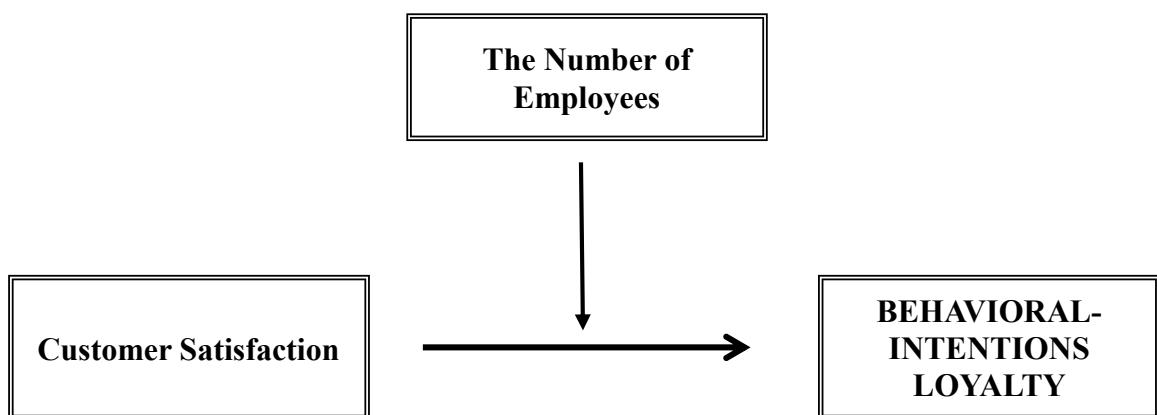 The Number of
Employees
Customer Satisfaction
BEHAVIORAL-
INTENTIONS
LOYALTY